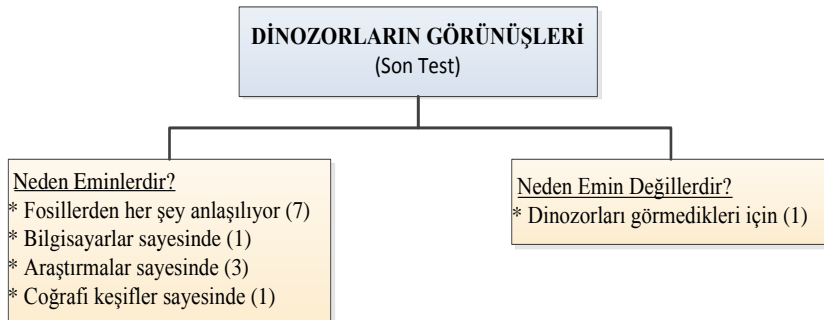 DİNOZORLARIN GÖRÜNÜŞLERİ
(Son Test)
Neden Eminlerdir?
* Fosillerden her şey anlaşılıyor (7)
* Bilgisayarlar sayesinde (1)
* Araştırmalar sayesinde (3)
* Coğrafi keşifler sayesinde (1)
Neden Emin Değillerdir?
* Dinozorları görmedikleri için (1)